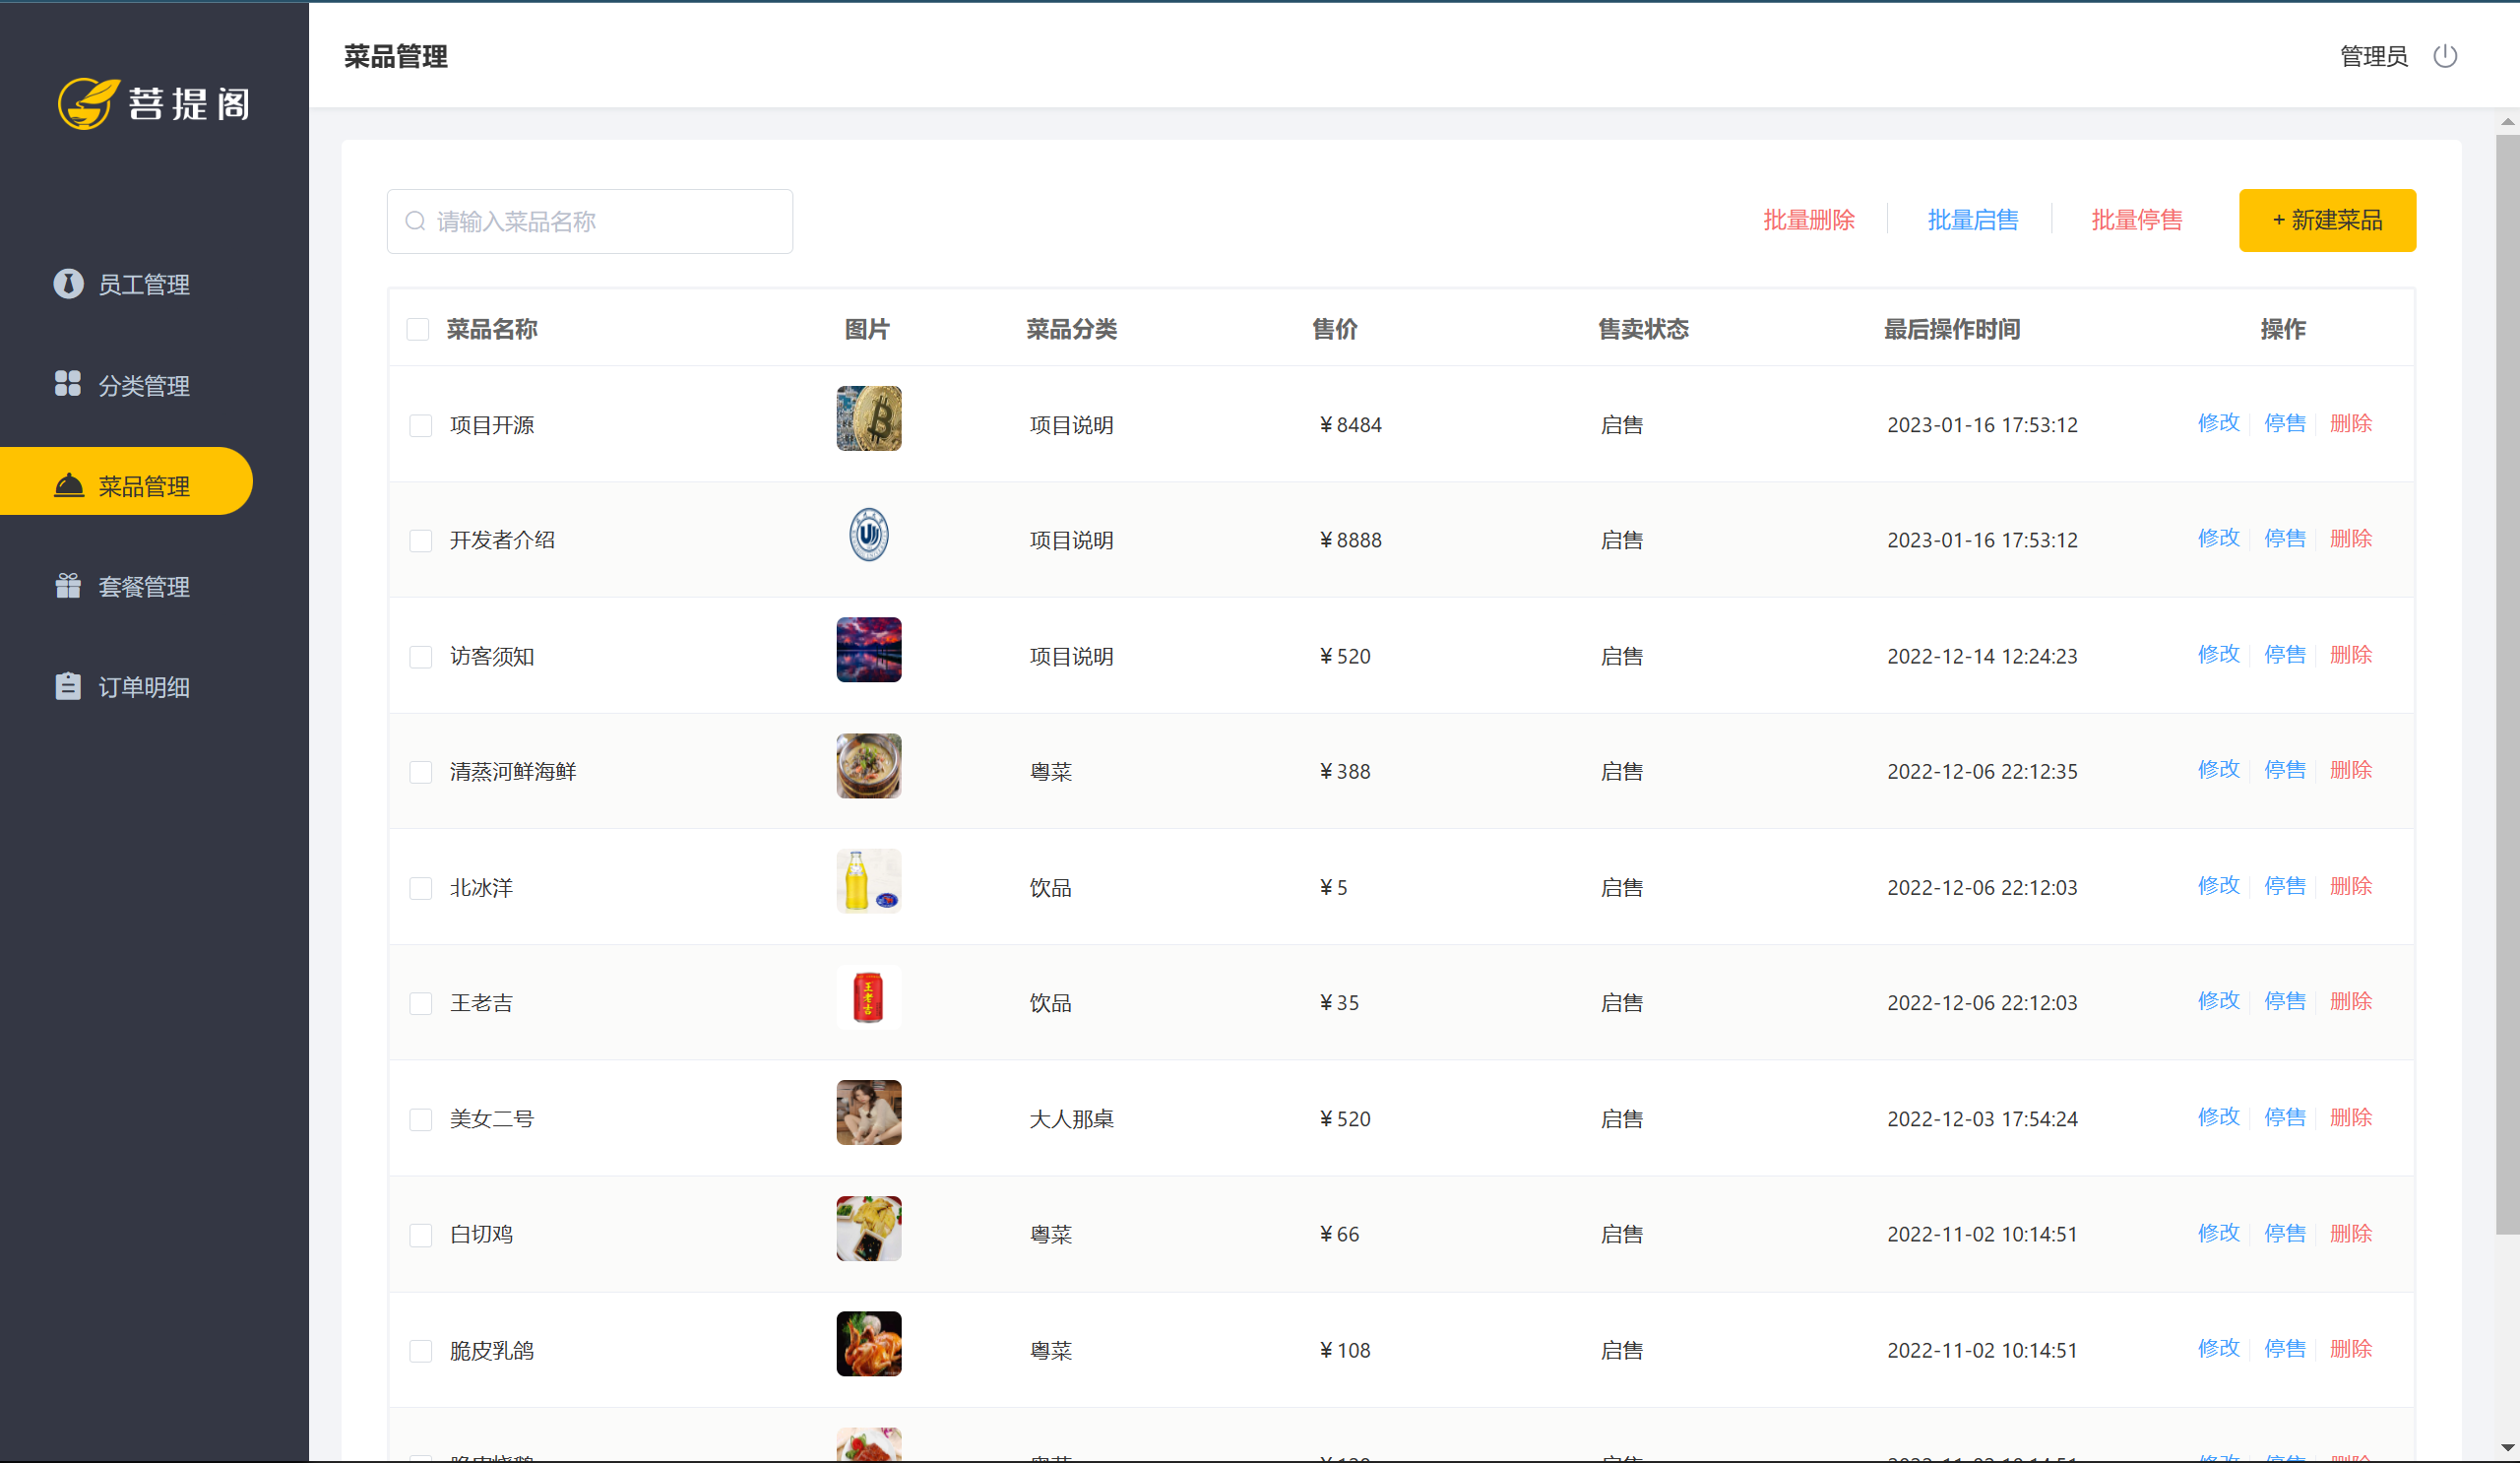 菩提阁
员工管理
分类管理
菜品管理
套餐管理
订单明细
菜品管理
管理员
请输入菜品名称
批量删除 批量启售 批量停售 + 新建菜品
菜品名称 图片 菜品分类 售价 售卖状态 最后操作时间 操作
项目开源 项目说明 ¥ 8484 启售 2023-01-16 17:53:12 修改 停售 删除
开发者介绍 项目说明 ¥ 8888 启售 2023-01-16 17:53:12 修改 停售 删除
访客须知 项目说明 ¥ 520 启售 2022-12-14 12:24:23 修改 停售 删除
清蒸河鲜海鲜 粤菜 ¥ 388 启售 2022-12-06 22:12:35 修改 停售 删除
北冰洋 饮品 ¥ 5 启售 2022-12-06 22:12:03 修改 停售 删除
王老吉 王老吉 饮品 ¥ 35 启售 2022-12-06 22:12:03 修改 停售 删除
美女二号 大人那桌 ¥ 520 启售 2022-12-03 17:54:24 修改 停售 删除
白切鸡 粤菜 ¥ 66 启售 2022-11-02 10:14:51 修改 停售 删除
脆皮乳鸽 粤菜 ¥ 108 启售 2022-11-02 10:14:51 修改 停售 删除